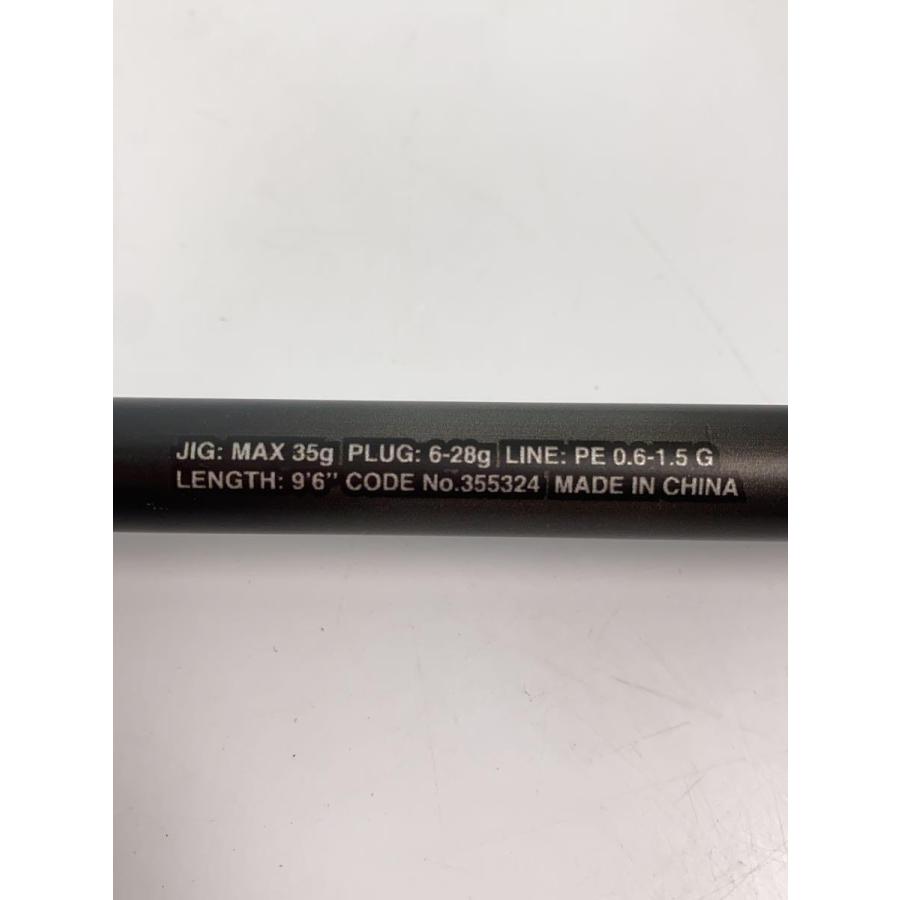 JIG: MAX 35g PLUG: 6-28g LINE: PE 0.6-1.5 G
LENGTH: 9'6" CODE No.355324 MADE IN CHINA